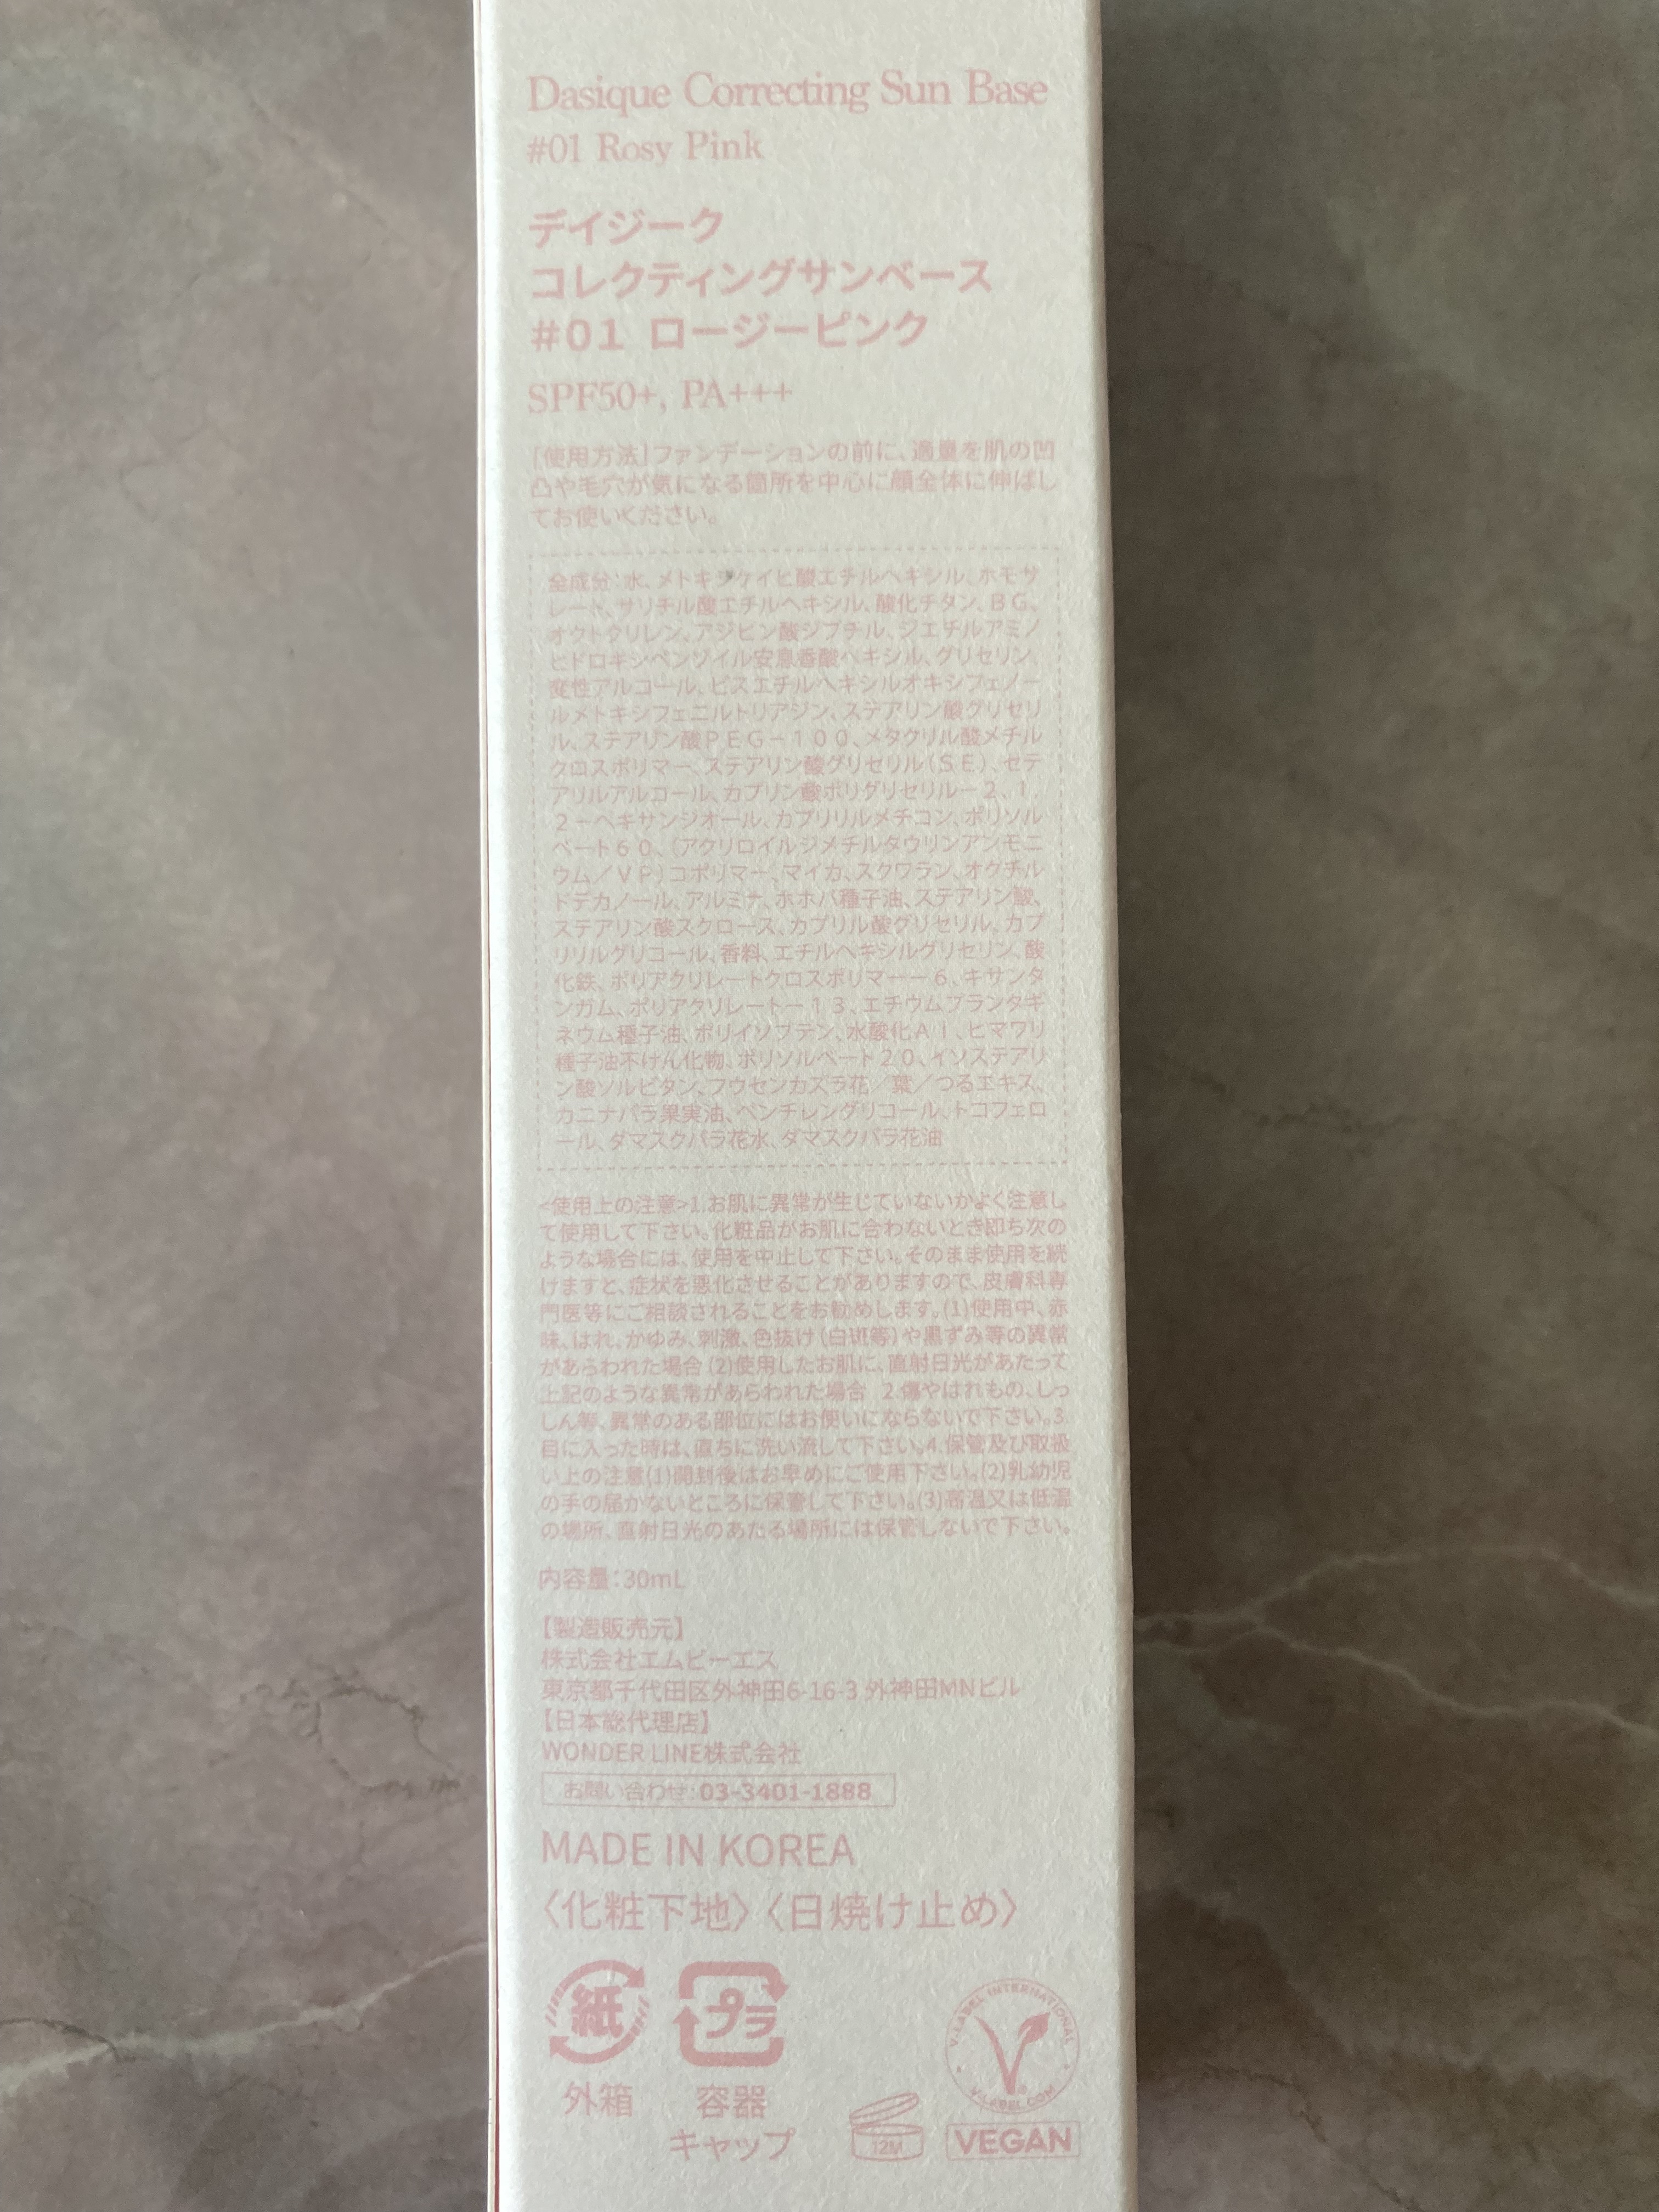 Dasique Correcting Sun Base
#01 Rosy Pink
デイジーク
コレクティングサンベース
#01 ロージーピンク
SPF50+, PA+++
[使用方法]ファンデーションの前に、適量を肌の凹
凸や毛穴が気になる箇所を中心に顔全体に伸ばし
てお使いください。
全成分:水、メトキシケイヒ酸エチルヘキシル、ホモサ
レート、サリチル酸エチルヘキシル、酸化チタン、BG、
オクトクリレン、アジピン酸ジブチル、ジエチルアミノ
ヒドロキシベンゾイル安息香酸ヘキシル、グリセリン、
変性アルコール、ビスエチルヘキシルオキシフェノー
ルメトキシフェニルトリアジン、ステアリン酸グリセリ
ル、ステアリン酸PEG-100、メタクリル酸メチル
クロスポリマー、ステアリン酸グリセリル(SE)、セテ
アリルアルコール、カプリン酸ポリグリセリル-2、1,
2-ヘキサンジオール、カプリリルメチコン、ポリソル
ベート60、(アクリロイルジメチルタウリンアンモニ
ウム/VP)コポリマー、マイカ、スクワラン、オクチル
ドデカノール、アルミナ、ホホバ種子油、ステアリン酸、
ステアリン酸スクロース、カプリル酸グリセリル、カプ
リリルグリコール、香料、エチルヘキシルグリセリン、酸
化鉄、ポリアクリレートクロスポリマー-6、キサンタ
ンガム、ポリアクリレート-13、エチウムプランタギ
ネウム種子油、ポリイソブテン、水酸化Al、ヒマワリ
種子油不けん化物、ポリソルベート20、イソステアリ
ン酸ソルビタン、フウセンカズラ花/葉/つるエキス、
カニナバラ果実油、ペンチレングリコール、トコフェロ
ール、ダマスクバラ花水、ダマスクバラ花油
<使用上の注意>1.お肌に異常が生じていないかよく注意し
て使用して下さい。化粧品がお肌に合わないとき即ち次の
ような場合には、使用を中止して下さい。そのまま使用を続
けますと、症状を悪化させることがありますので、皮膚科専
門医等にご相談されることをお勧めします。(1)使用中、赤
味、はれ、かゆみ、刺激、色抜け(白斑等)や黒ずみ等の異常
があらわれた場合 (2)使用したお肌に、直射日光があたって
上記のような異常があらわれた場合 2.傷やはれもの、しっ
しん等、異常のある部位にはお使いにならないで下さい。3.
目に入った時は、直ちに洗い流して下さい。4.保管及び取扱
い上の注意(1)開封後はお早めにご使用下さい。(2)乳幼児
の手の届かないところに保管して下さい。(3)高温又は低温
の場所、直射日光のあたる場所には保管しないで下さい。
内容量:30mL
【製造販売元】
株式会社エムビーエス
東京都千代田区外神田6-16-3 外神田MNビル
【日本総代理店】
WONDER LINE株式会社
お問い合わせ:03-3401-1888
MADE IN KOREA
〈化粧下地〉〈日焼け止め〉
紙 プラ
外箱 容器
キャップ
12M
V-LABEL INTERNATIONAL
V-LABEL.COM
VEGAN